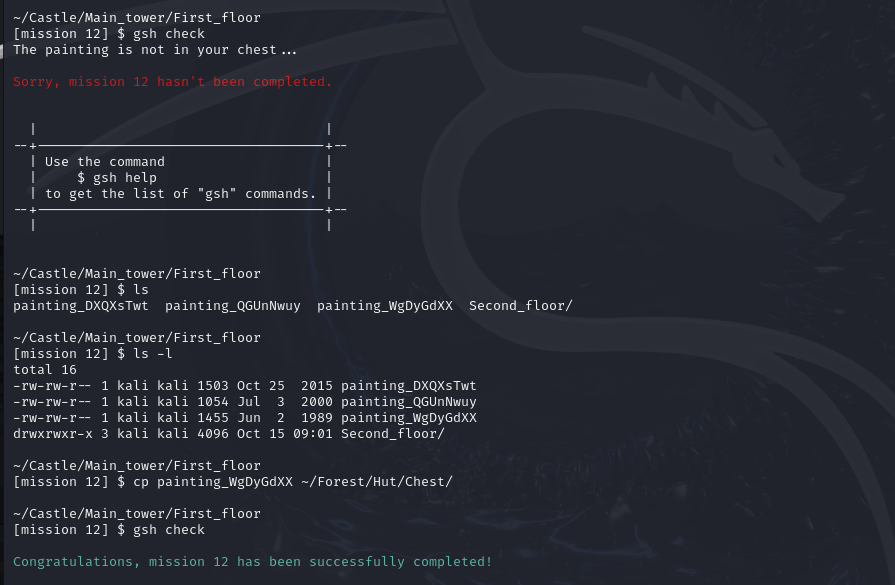 ~/Castle/Main_tower/First_floor
[mission 12] $ gsh check
The painting is not in your chest...
Sorry, mission 12 hasn't been completed.
Use the command
$ gsh help
to get the list of "gsh" commands.
~/Castle/Main_tower/First_floor
[mission 12] $ ls
painting_DXQXsTwt  painting_QGUnNwuy  painting_WgDyGdXX  Second_floor/
~/Castle/Main_tower/First_floor
[mission 12] $ ls -l
total 16
-rw-rw-r-- 1 kali kali 1503 Oct 25  2015 painting_DXQXsTwt
-rw-rw-r-- 1 kali kali 1054 Jul  3  2000 painting_QGUnNwuy
-rw-rw-r-- 1 kali kali 1455 Jun  2  1989 painting_WgDyGdXX
drwxrwxr-x 3 kali kali 4096 Oct 15 09:01 Second_floor/
~/Castle/Main_tower/First_floor
[mission 12] $ cp painting_WgDyGdXX ~/Forest/Hut/Chest/
~/Castle/Main_tower/First_floor
[mission 12] $ gsh check
Congratulations, mission 12 has been successfully completed!